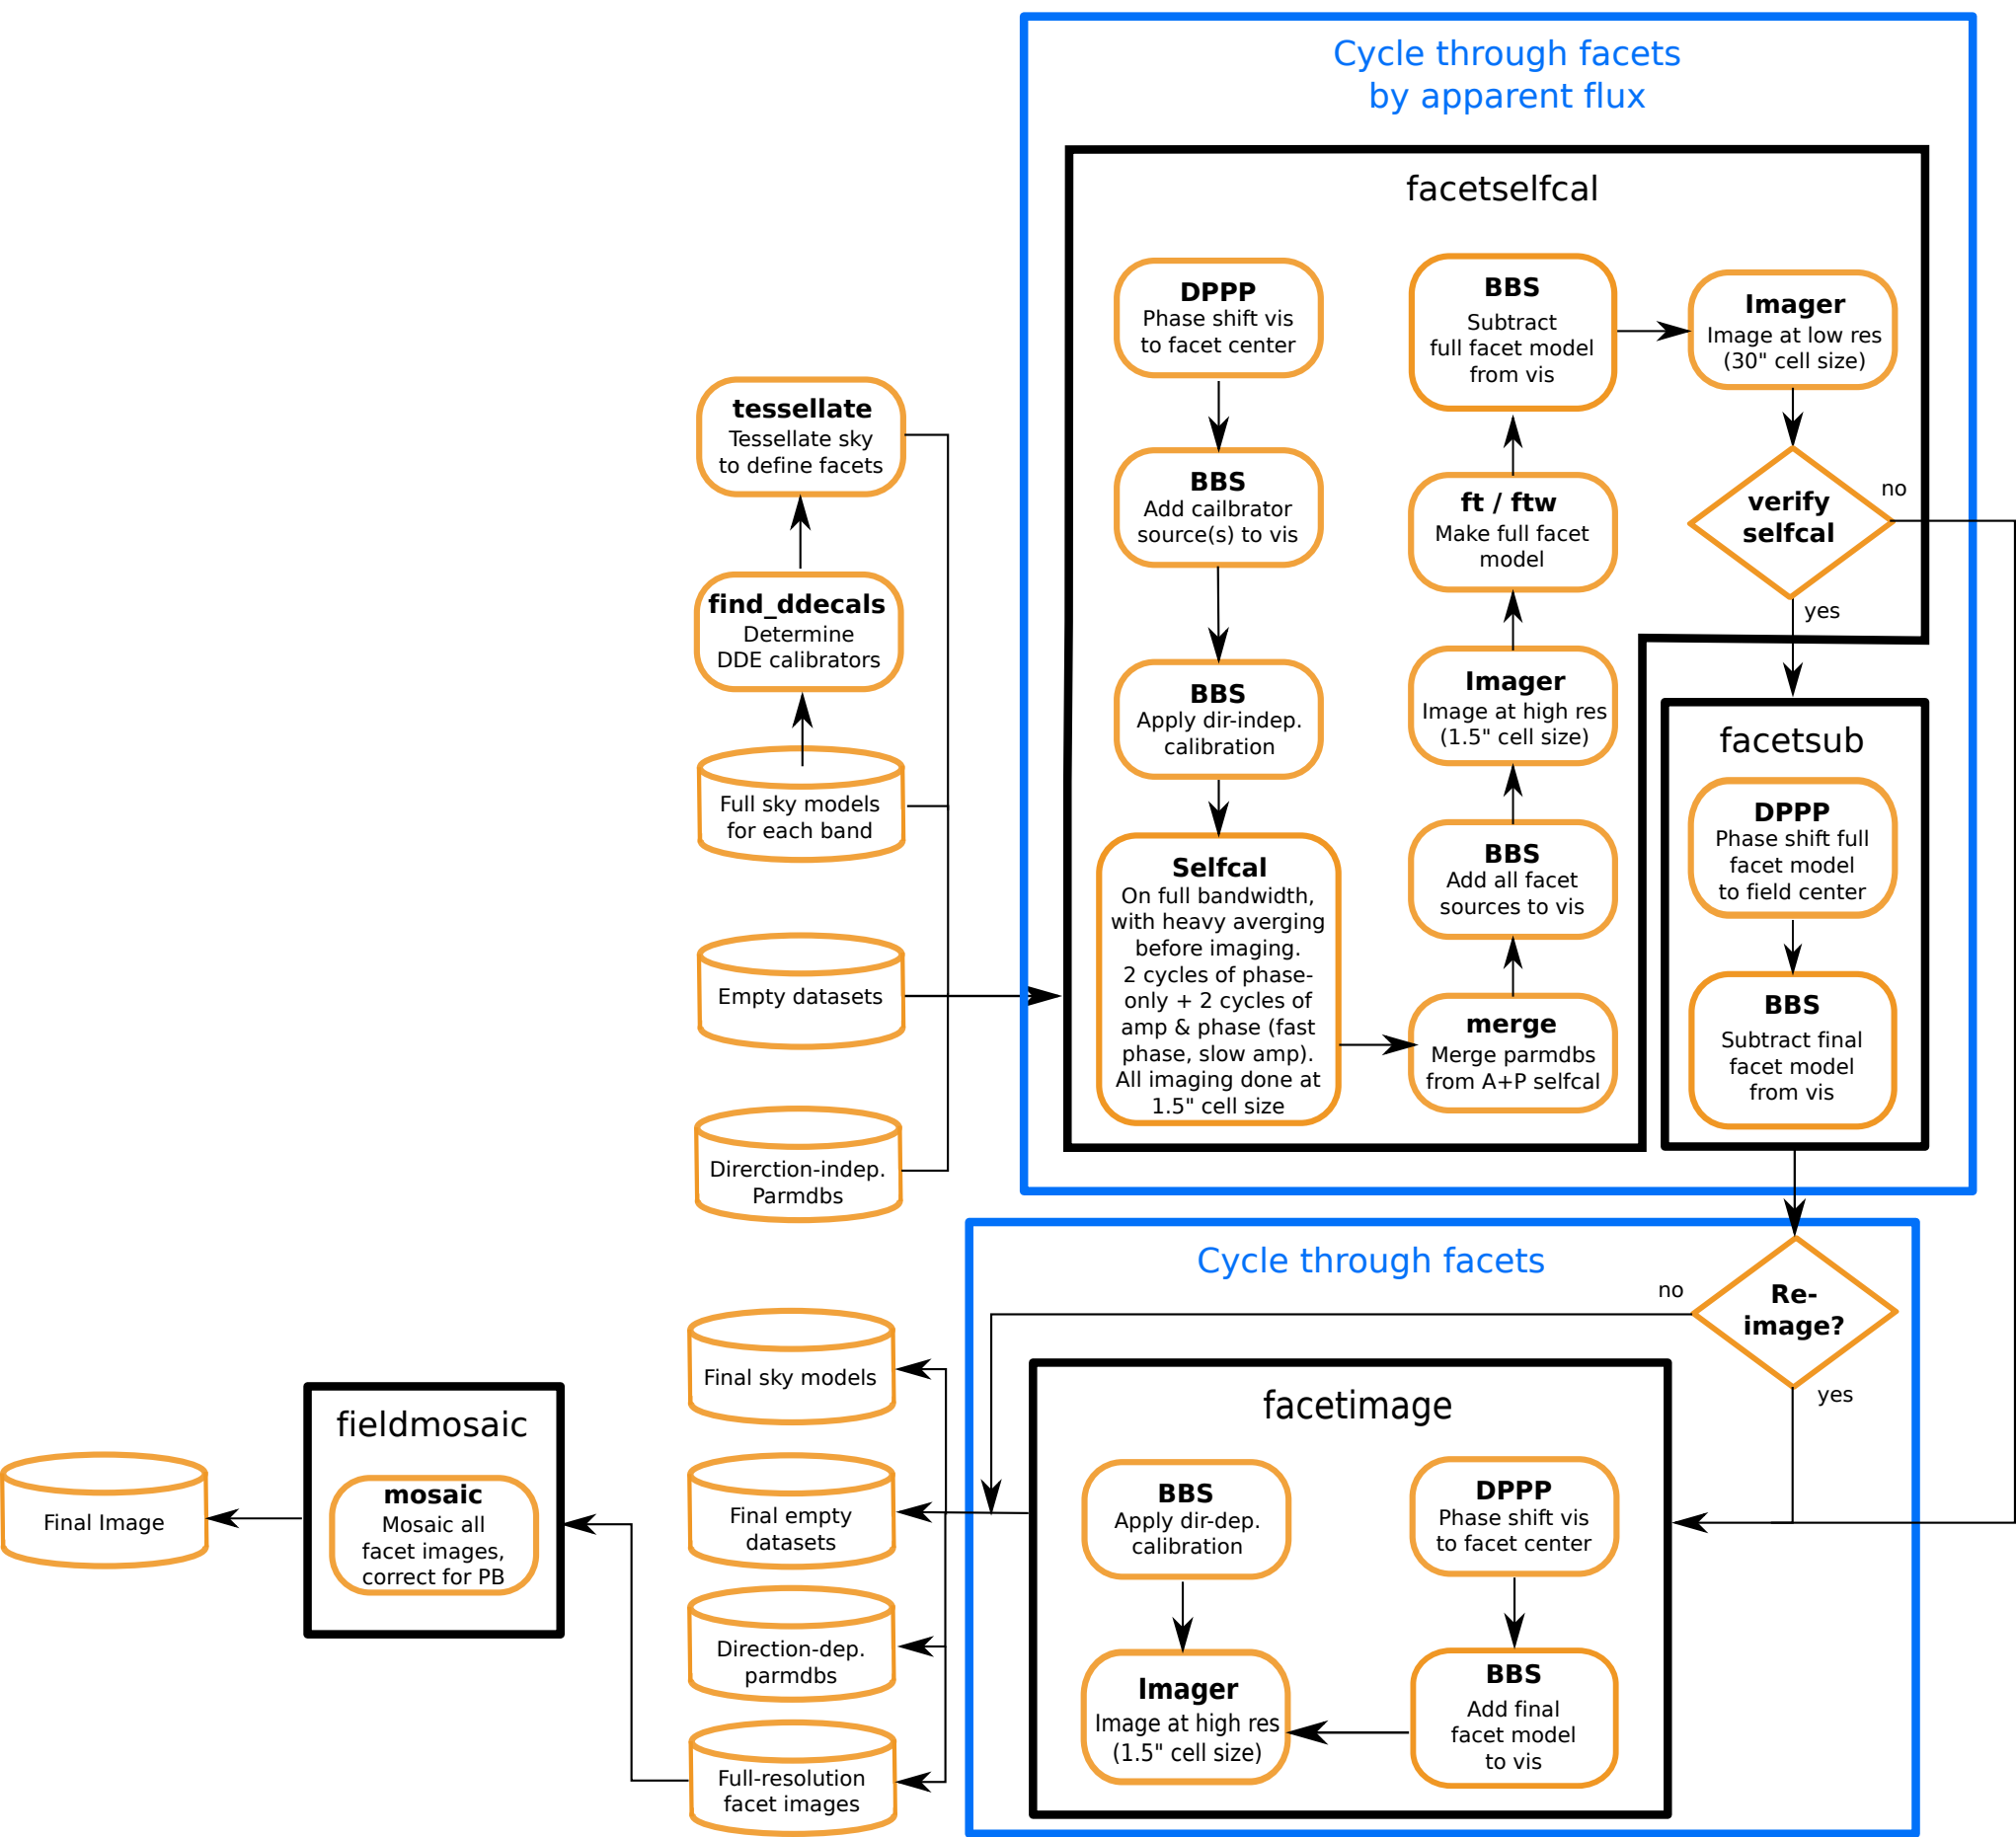 Cycle through facets
by apparent flux
facetselfcal
DPPP
Phase shift vis
to facet center
BBS
Add cailbrator
source(s) to vis
BBS
Apply dir-indep.
calibration
Selfcal
On full bandwidth,
with heavy averging
before imaging.
2 cycles of phase-
only + 2 cycles of
amp & phase (fast
phase, slow amp).
All imaging done at
1.5" cell size
merge
Merge parmdbs
from A+P selfcal
BBS
Add all facet
sources to vis
Imager
Image at high res
(1.5" cell size)
ft / ftw
Make full facet
model
BBS
Subtract
full facet model
from vis
Imager
Image at low res
(30" cell size)
verify
selfcal
no
yes
facetsub
DPPP
Phase shift full
facet model
to field center
BBS
Subtract final
facet model
from vis
tessellate
Tessellate sky
to define facets
find_ddecals
Determine
DDE calibrators
Full sky models
for each band
Empty datasets
Direrction-indep.
Parmdbs
Cycle through facets
Re-
image?
no
yes
facetimage
DPPP
Phase shift vis
to facet center
BBS
Add final
facet model
to vis
BBS
Apply dir-dep.
calibration
Imager
Image at high res
(1.5" cell size)
Final sky models
Final empty
datasets
Direction-dep.
parmdbs
Full-resolution
facet images
fieldmosaic
mosaic
Mosaic all
facet images,
correct for PB
Final Image